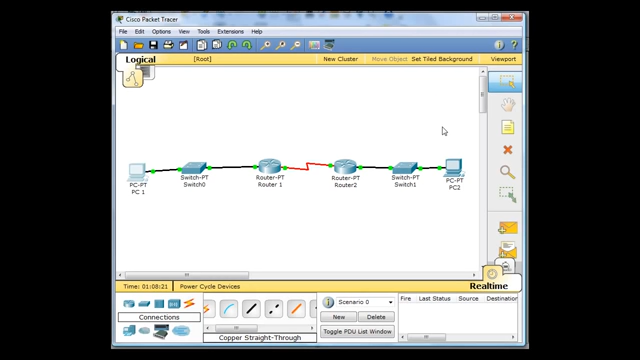 Cisco Packet Tracer
File Edit Options View Tools Extensions Help
Logical [Root] New Cluster Move Object Set Tiled Background Viewport
PC-PT
PC 1
Switch-PT
Switch0
Router-PT
Router 1
Router-PT
Router2
Switch-PT
Switch1
PC-PT
PC2
Time: 01:08:21 Power Cycle Devices Realtime
Connections
Copper Straight-Through
Scenario 0
New Delete
Toggle PDU List Window
Fire Last Status Source Destination